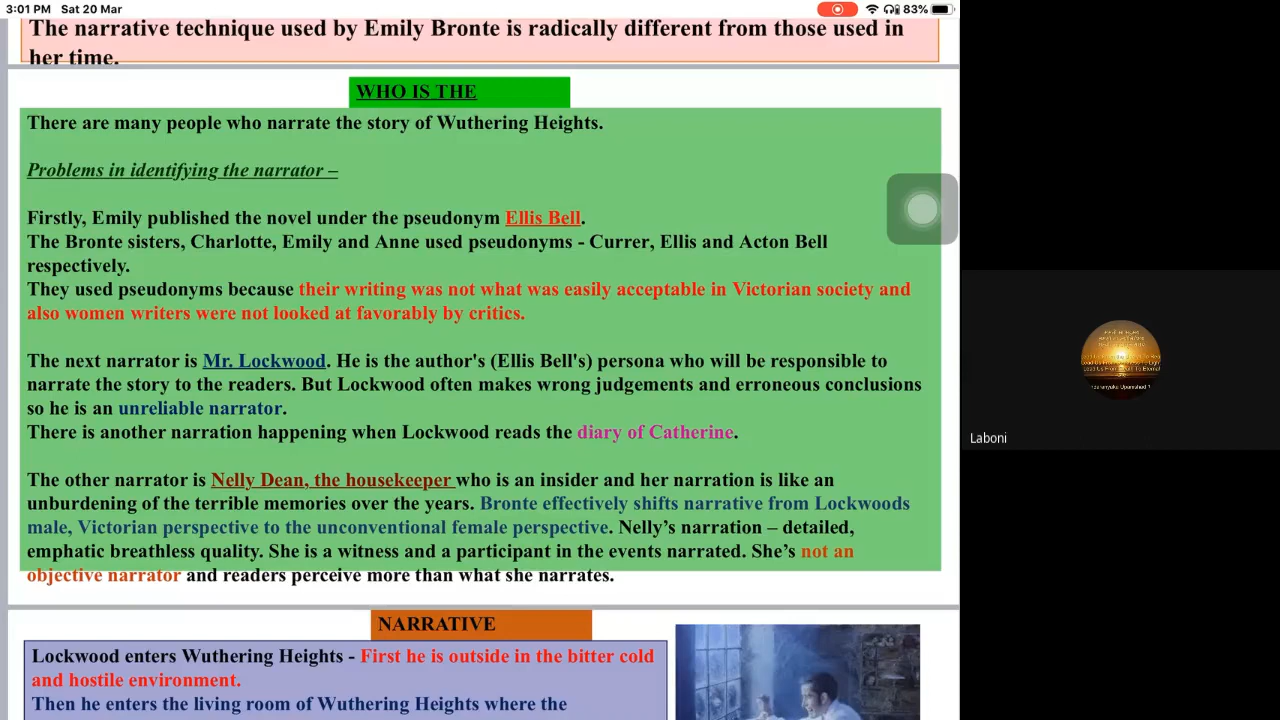 3:01 PM Sat 20 Mar
83%
The narrative technique used by Emily Bronte is radically different from those used in
her time.
WHO IS THE
There are many people who narrate the story of Wuthering Heights.
Problems in identifying the narrator –
Firstly, Emily published the novel under the pseudonym Ellis Bell.
The Bronte sisters, Charlotte, Emily and Anne used pseudonyms - Currer, Ellis and Acton Bell
respectively.
They used pseudonyms because their writing was not what was easily acceptable in Victorian society and
also women writers were not looked at favorably by critics.
The next narrator is Mr. Lockwood. He is the author's (Ellis Bell's) persona who will be responsible to
narrate the story to the readers. But Lockwood often makes wrong judgements and erroneous conclusions
so he is an unreliable narrator.
There is another narration happening when Lockwood reads the diary of Catherine.
The other narrator is Nelly Dean, the housekeeper who is an insider and her narration is like an
unburdening of the terrible memories over the years. Bronte effectively shifts narrative from Lockwoods
male, Victorian perspective to the unconventional female perspective. Nelly’s narration – detailed,
emphatic breathless quality. She is a witness and a participant in the events narrated. She’s not an
objective narrator and readers perceive more than what she narrates.
NARRATIVE
Lockwood enters Wuthering Heights - First he is outside in the bitter cold
and hostile environment.
Then he enters the living room of Wuthering Heights where the
Laboni